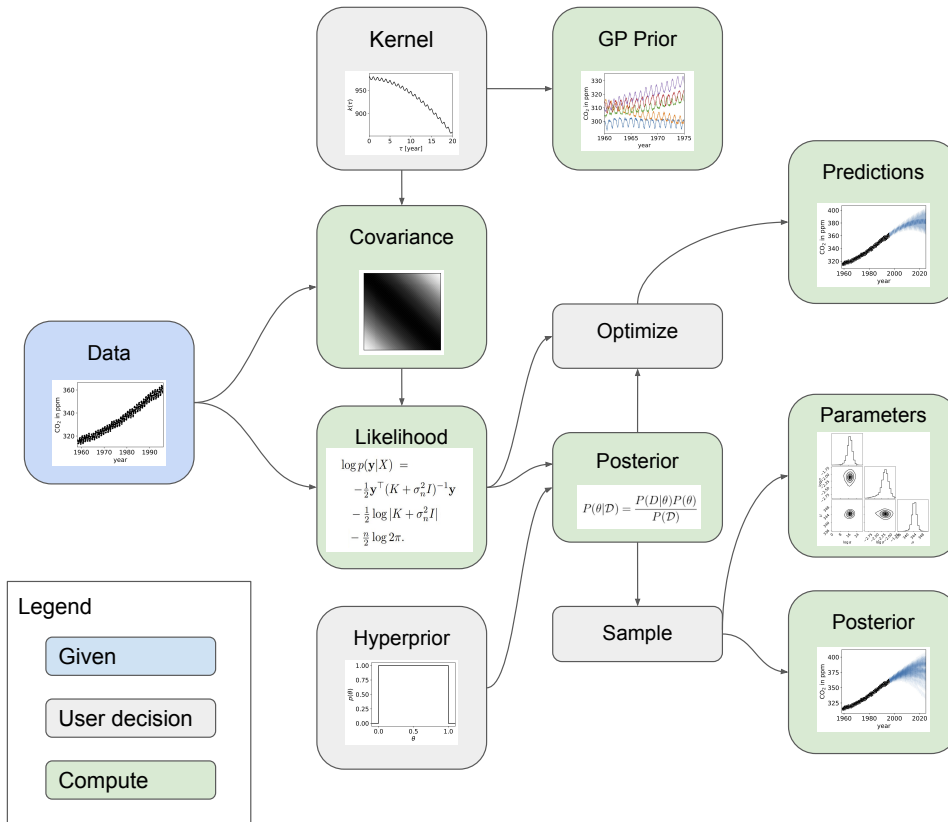 Kernel
950
900
k(τ)
0 5 10 15 20
τ [year]
GP Prior
330
320
310
300
CO₂ in ppm
1960 1965 1970 1975
year
Predictions
400
380
360
340
320
CO₂ in ppm
1960 1980 2000 2020
year
Covariance
Optimize
Data
360
340
320
CO₂ in ppm
1960 1970 1980 1990
year
Likelihood
log p(y|X) =
-½y⊤(K + σₙ²I)⁻¹y
- ½ log |K + σₙ²I|
- n/2 log 2π.
Posterior
P(θ|𝒟) = P(D|θ)P(θ) / P(𝒟)
Parameters
Hyperprior
1.00
0.75
0.50
0.25
0.00
p(θ)
0.0 0.5 1.0
θ
Sample
Posterior
400
375
350
325
CO₂ in ppm
1960 1980 2000 2020
year
Legend
Given
User decision
Compute